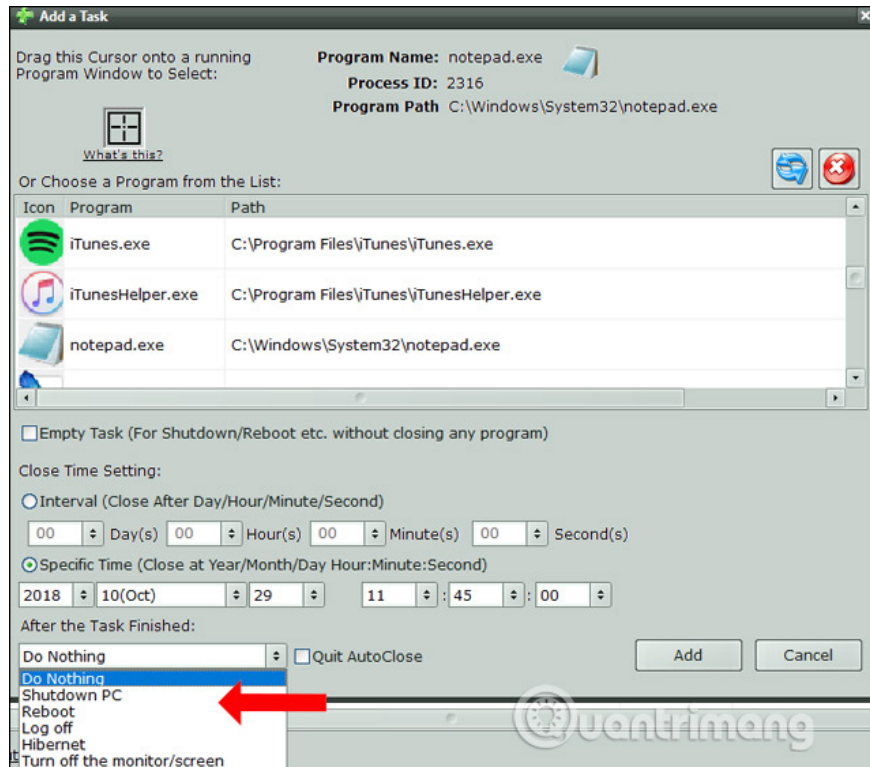 Add a Task
Drag this Cursor onto a running
Program Window to Select:
What's this?
Program Name: notepad.exe
Process ID: 2316
Program Path C:\Windows\System32\notepad.exe
Or Choose a Program from the List:
Icon Program Path
iTunes.exe C:\Program Files\iTunes\iTunes.exe
iTunesHelper.exe C:\Program Files\iTunes\iTunesHelper.exe
notepad.exe C:\Windows\System32\notepad.exe
Empty Task (For Shutdown/Reboot etc. without closing any program)
Close Time Setting:
Interval (Close After Day/Hour/Minute/Second)
00 Day(s) 00 Hour(s) 00 Minute(s) 00 Second(s)
Specific Time (Close at Year/Month/Day Hour:Minute:Second)
2018 10(Oct) 29 11 : 45 : 00
After the Task Finished:
Do Nothing Quit AutoClose Add Cancel
Do Nothing
Shutdown PC
Reboot
Log off
Hibernet
Turn off the monitor/screen
Quantrimang